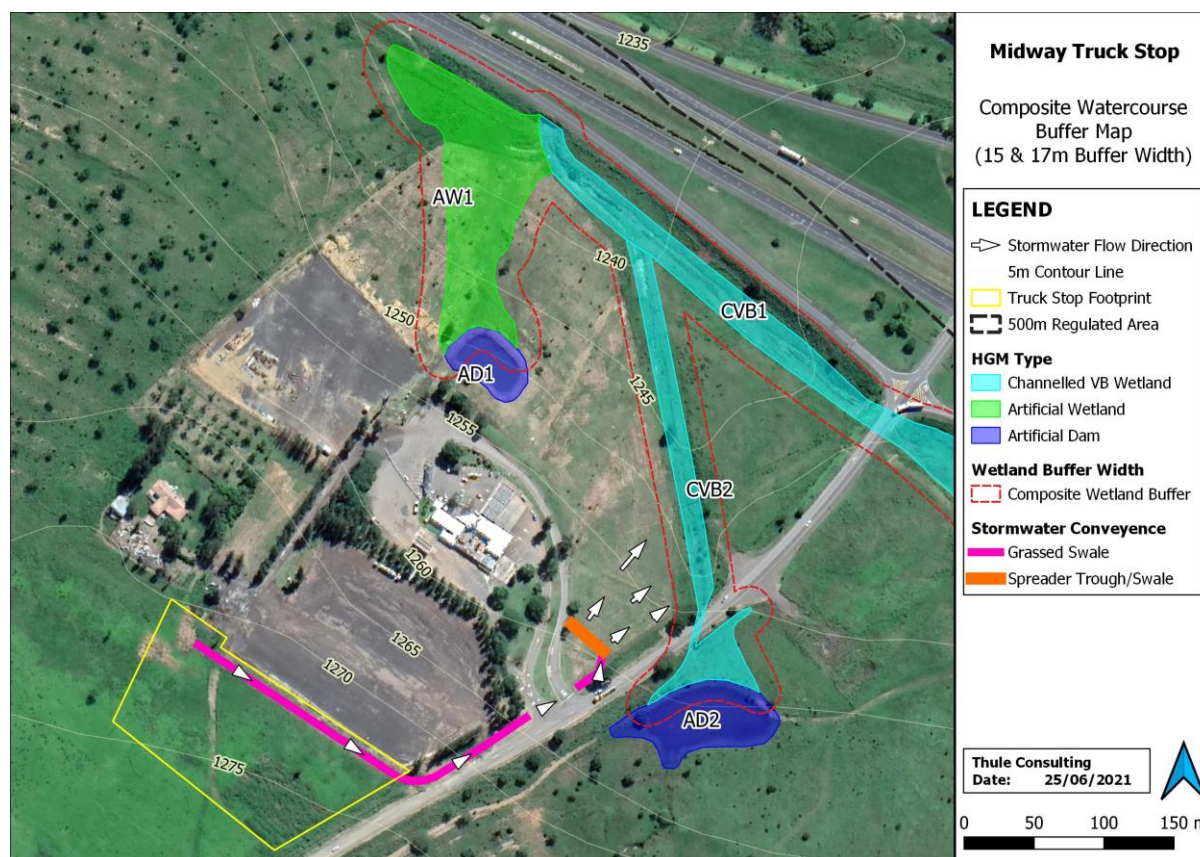 1235
AW1
1240
CVB1
1250
AD1
1245
1255
CVB2
1260
1265
1270
AD2
1275
Midway Truck Stop
Composite Watercourse
Buffer Map
(15 & 17m Buffer Width)
LEGEND
Stormwater Flow Direction
5m Contour Line
Truck Stop Footprint
500m Regulated Area
HGM Type
Channelled VB Wetland
Artificial Wetland
Artificial Dam
Wetland Buffer Width
Composite Wetland Buffer
Stormwater Conveyence
Grassed Swale
Spreader Trough/Swale
Thule Consulting
Date: 25/06/2021
0 50 100 150 m